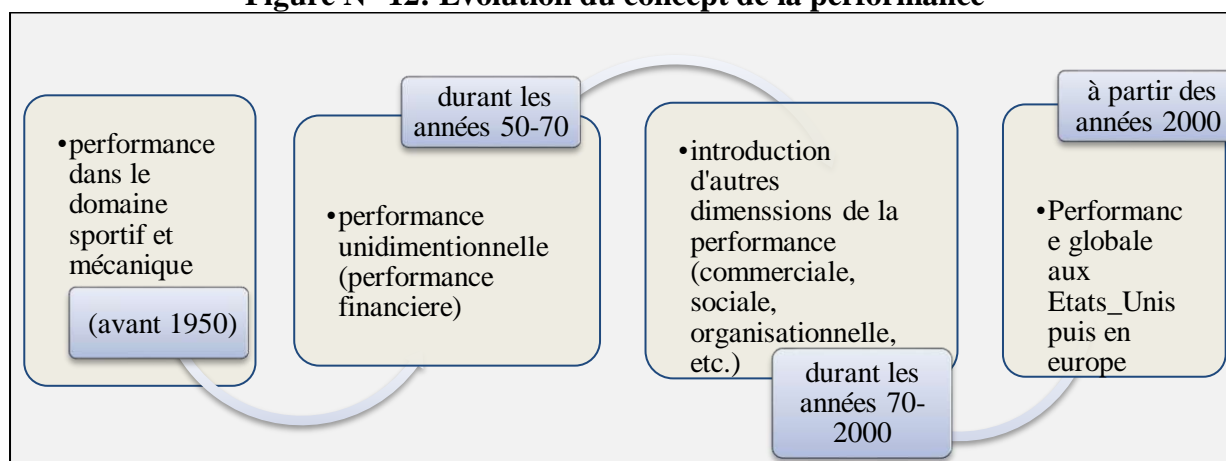 Figure N° 12: Evolution du concept de la performance
•performance
dans le
domaine
sportif et
mécanique
(avant 1950)
durant les
années 50-70
•performance
unidimentionnelle
(performance
financiere)
•introduction
d'autres
dimenssions de la
performance
(commerciale,
sociale,
organisationnelle,
etc.)
durant les
années 70-
2000
à partir des
années 2000
•Performanc
e globale
aux
Etats_Unis
puis en
europe